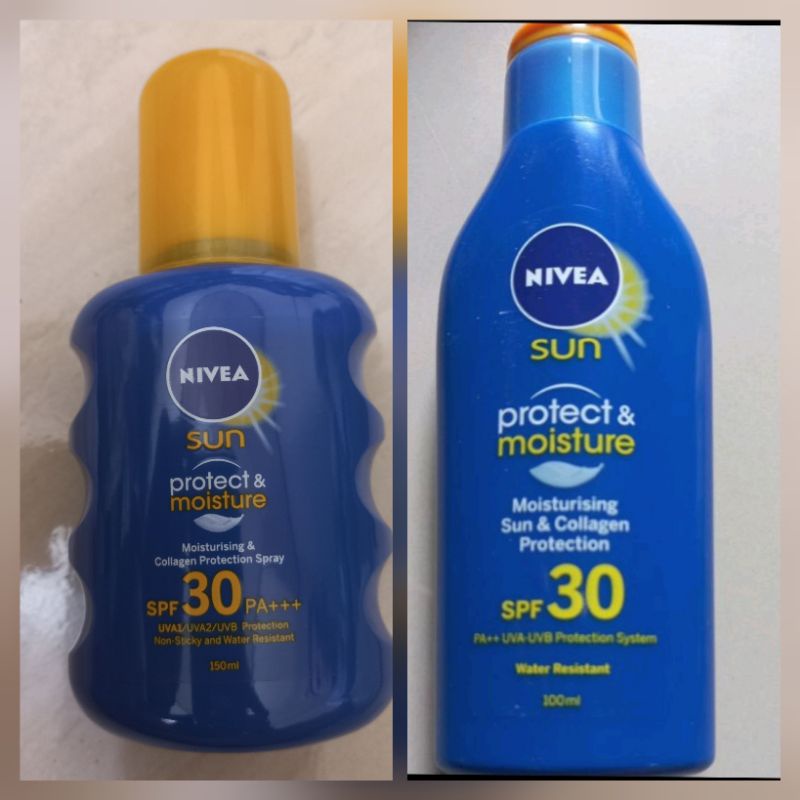 NIVEA
sun
protect &
moisture
Moisturising &
Collagen Protection Spray
SPF 30 PA+++
UVA1/UVA2/UVB Protection
Non-Sticky and Water Resistant
150ml
NIVEA
sun
protect &
moisture
Moisturising
Sun & Collagen
Protection
SPF 30
PA++ UVA-UVB Protection System
Water Resistant
100ml